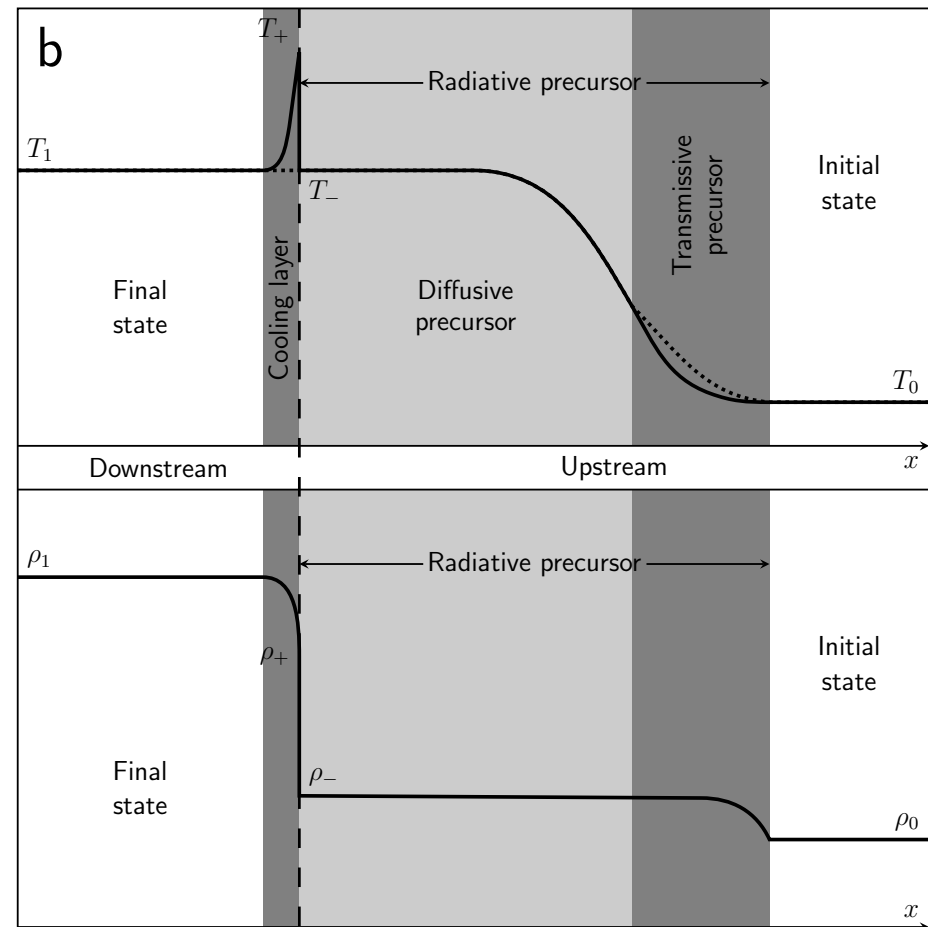 b
T₊
Radiative precursor
T₁
T₋
Initial
state
Transmissive
precursor
Cooling layer
Final
state
Diffusive
precursor
T₀
x
Downstream
Upstream
ρ₁
Radiative precursor
ρ₊
Initial
state
ρ₋
Final
state
ρ₀
x